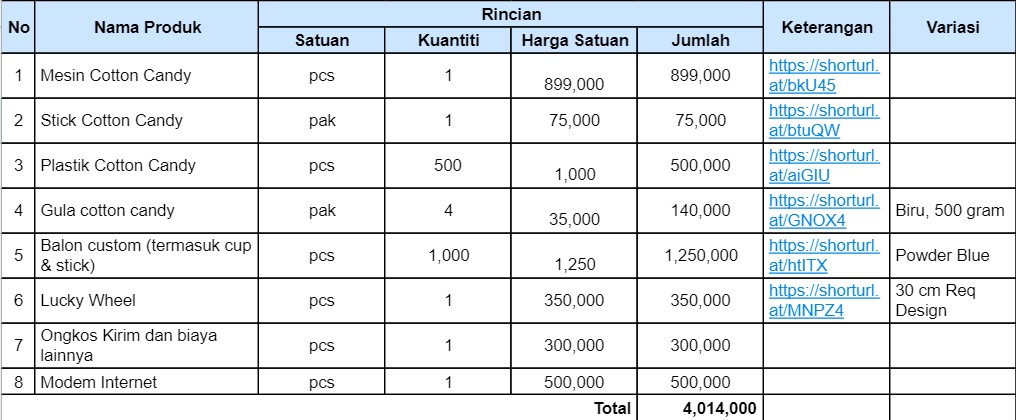 No Nama Produk Rincian Keterangan Variasi
Satuan Kuantiti Harga Satuan Jumlah
1 Mesin Cotton Candy pcs 1 899,000 899,000 https://shorturl.
at/bkU45
2 Stick Cotton Candy pak 1 75,000 75,000 https://shorturl.
at/btuQW
3 Plastik Cotton Candy pcs 500 1,000 500,000 https://shorturl.
at/aiGIU
4 Gula cotton candy pak 4 35,000 140,000 https://shorturl.
at/GNOX4 Biru, 500 gram
5 Balon custom (termasuk cup
& stick) pcs 1,000 1,250 1,250,000 https://shorturl.
at/htITX Powder Blue
6 Lucky Wheel pcs 1 350,000 350,000 https://shorturl.
at/MNPZ4 30 cm Req
Design
7 Ongkos Kirim dan biaya
lainnya pcs 1 300,000 300,000
8 Modem Internet pcs 1 500,000 500,000
Total 4,014,000